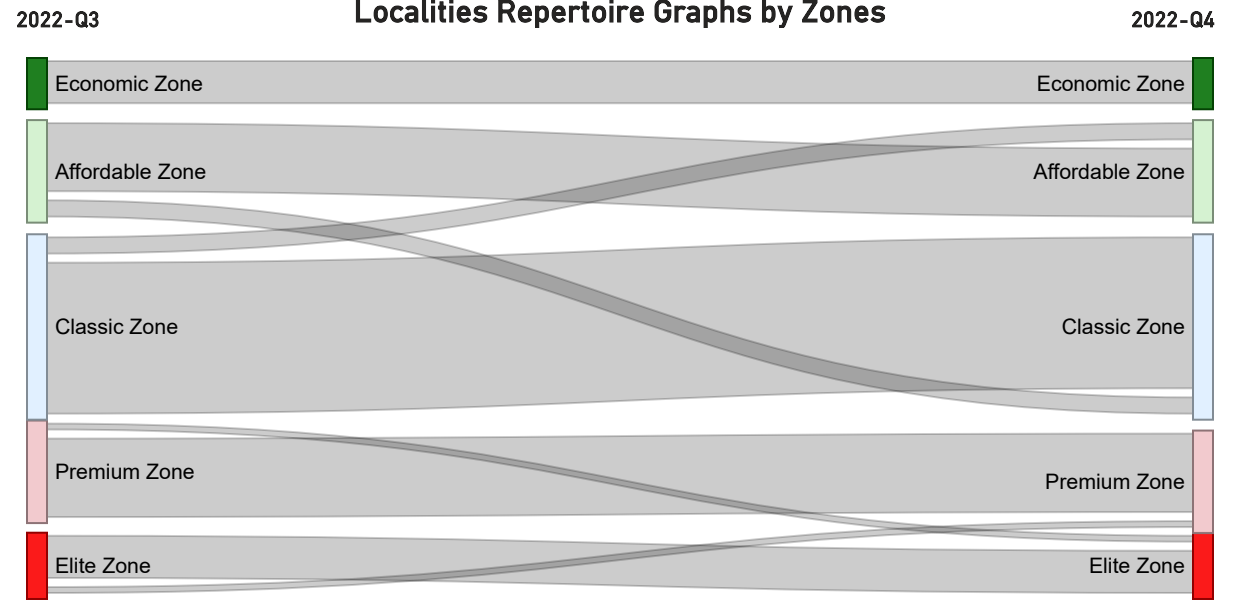 Localities Repertoire Graphs by Zones
2022-Q3
2022-Q4
Economic Zone
Economic Zone
Affordable Zone
Affordable Zone
Classic Zone
Classic Zone
Premium Zone
Premium Zone
Elite Zone
Elite Zone